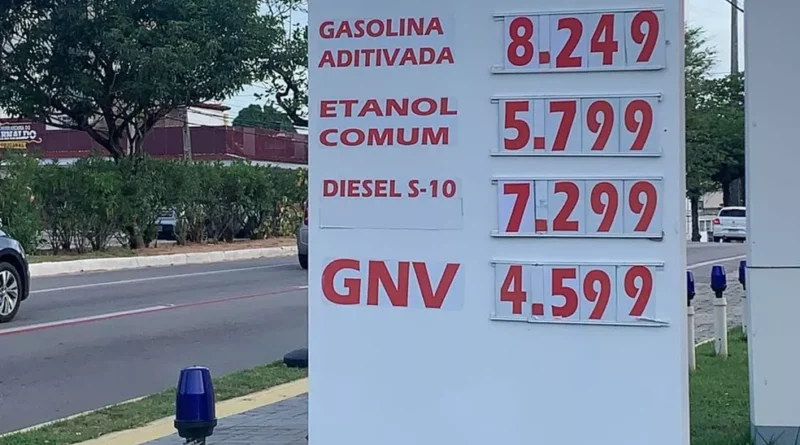 GASOLINA
ADITIVADA
8.249
ETANOL
COMUM
5.799
DIESEL S-10
7.299
GNV
4.599